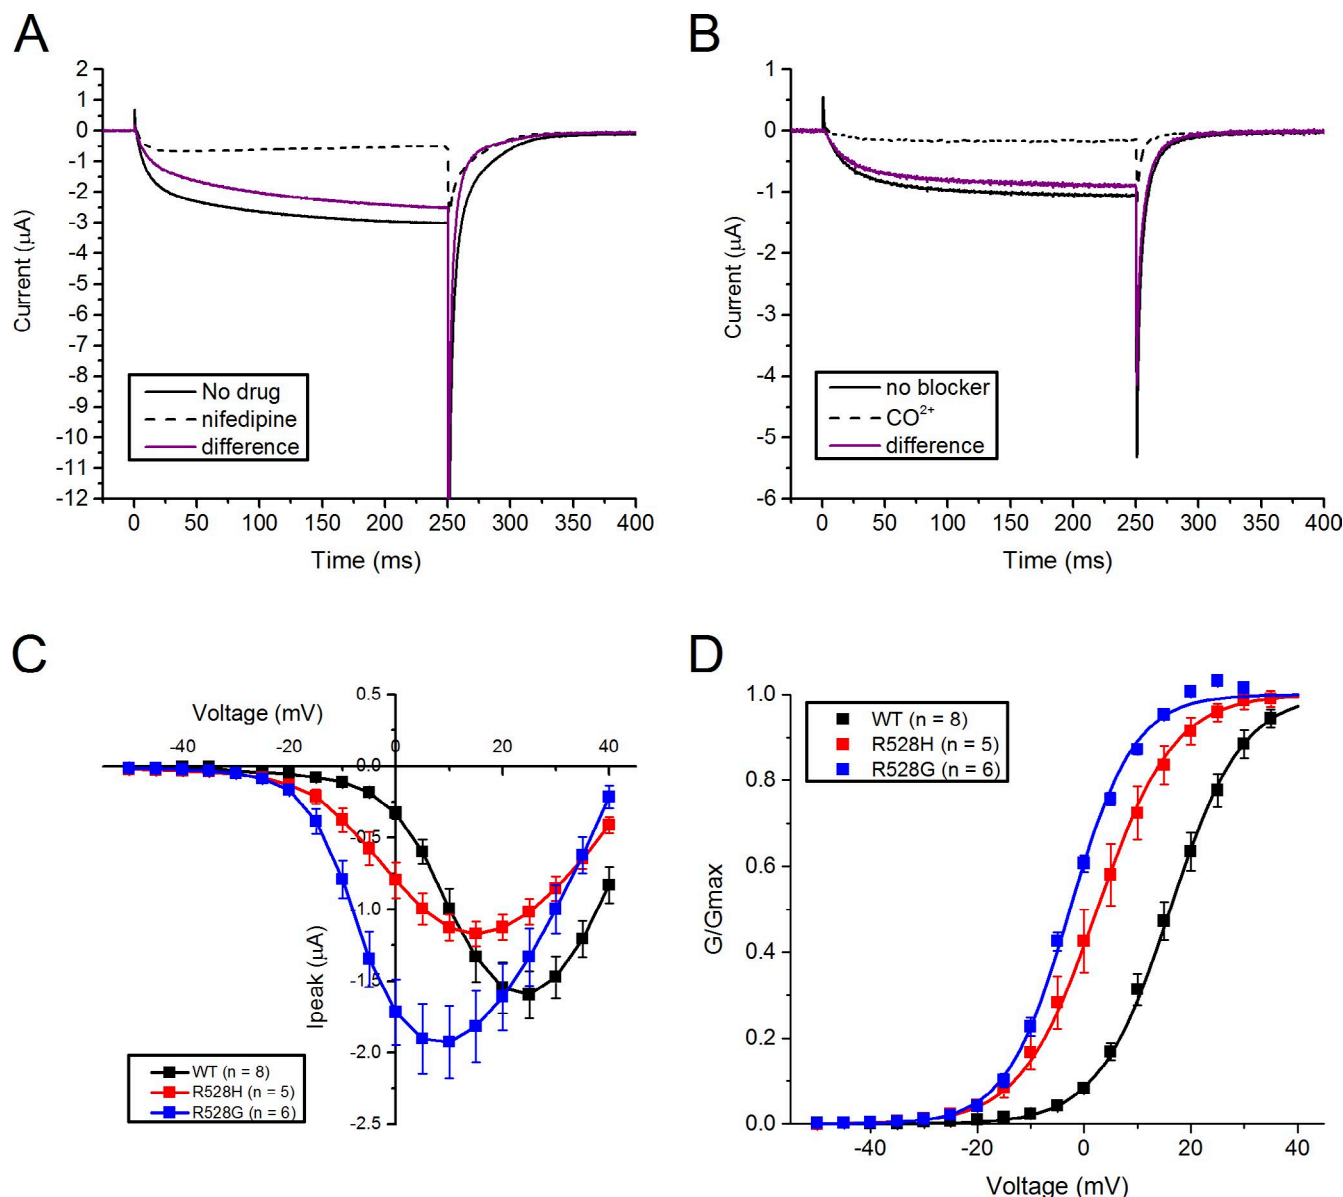 A
2
1
0
-1
-2
-3
-4
-5
-6
-7
-8
-9
-10
-11
-12
Current (µA)
No drug
nifedipine
difference
0 50 100 150 200 250 300 350 400
Time (ms)
B
1
0
-1
-2
-3
-4
-5
-6
Current (µA)
no blocker
CO²⁺
difference
0 50 100 150 200 250 300 350 400
Time (ms)
C
Voltage (mV)
-40 -20 0 20 40
0.5
0.0
-0.5
-1.0
-1.5
-2.0
-2.5
Ipeak (µA)
WT (n = 8)
R528H (n = 5)
R528G (n = 6)
D
1.0
0.8
0.6
0.4
0.2
0.0
G/Gmax
WT (n = 8)
R528H (n = 5)
R528G (n = 6)
-40 -20 0 20 40
Voltage (mV)